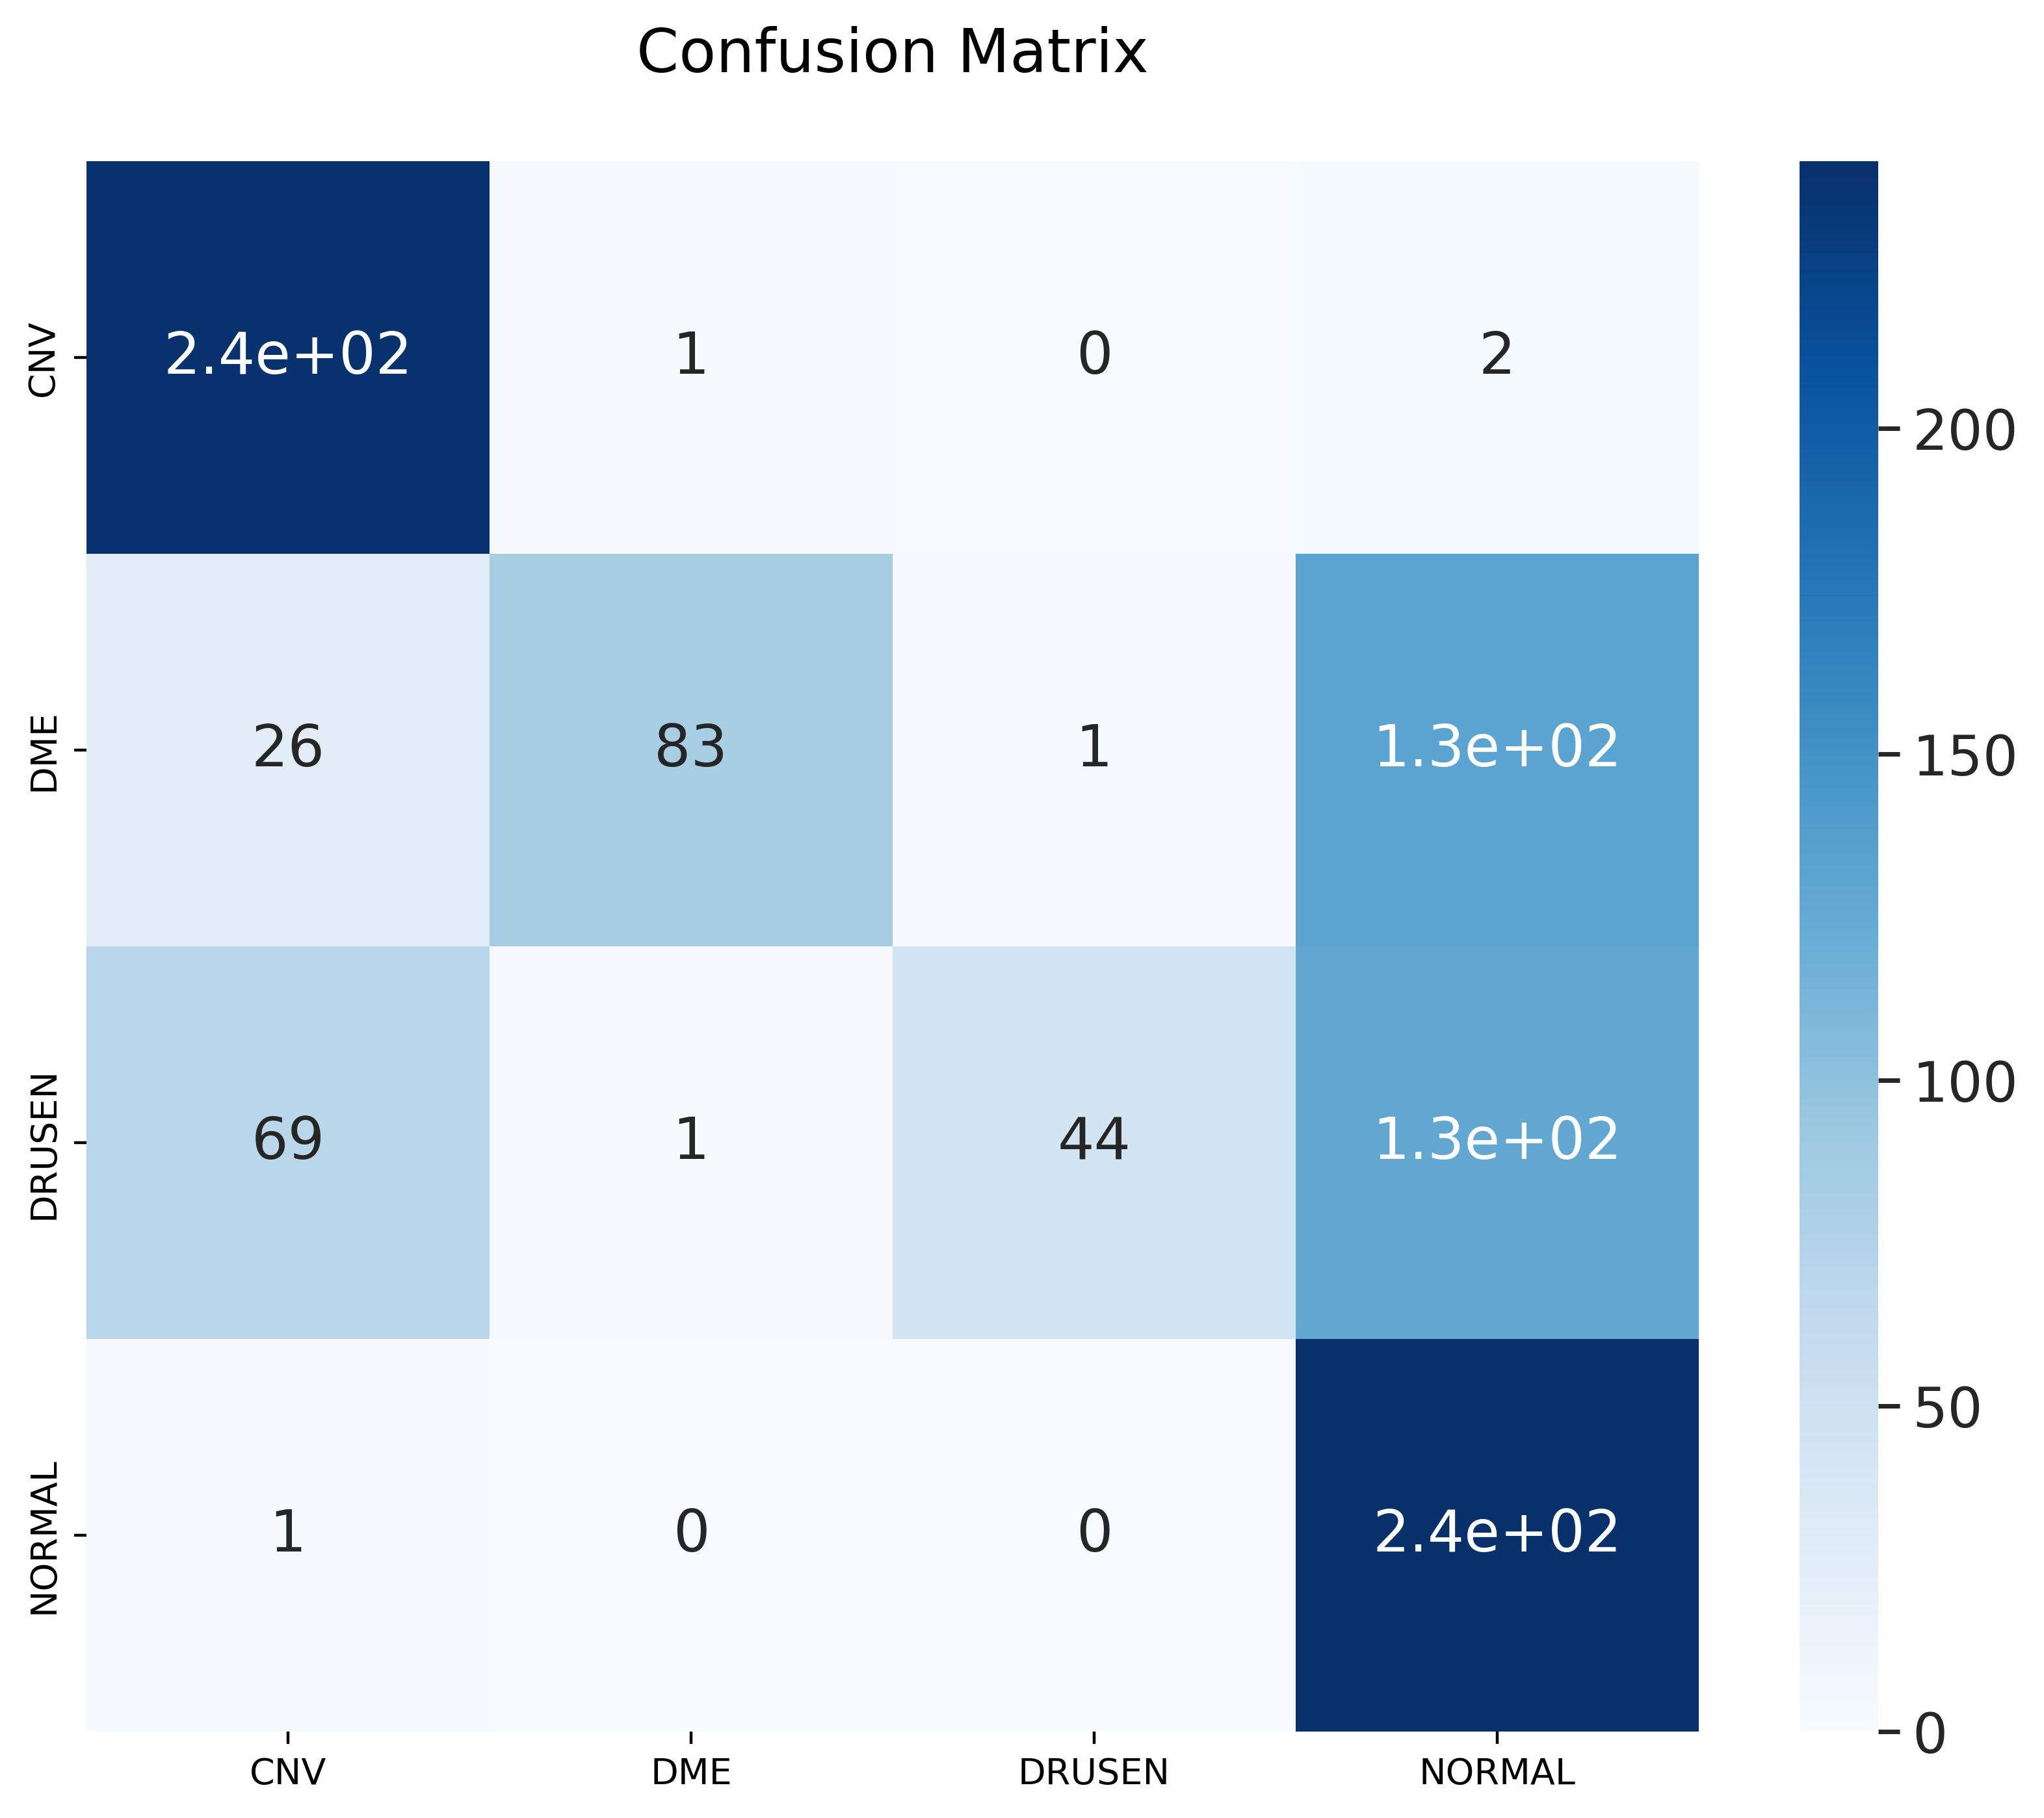 Confusion Matrix
CNV
2.4e+02 1 0 2
DME
26 83 1 1.3e+02
DRUSEN
69 1 44 1.3e+02
NORMAL
1 0 0 2.4e+02
CNV DME DRUSEN NORMAL
200
150
100
50
0